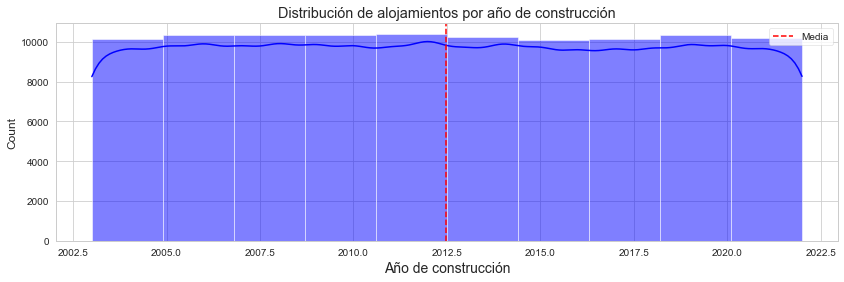 Distribución de alojamientos por año de construcción
Media
10000
8000
6000
4000
2000
0
Count
2002.5 2005.0 2007.5 2010.0 2012.5 2015.0 2017.5 2020.0 2022.5
Año de construcción